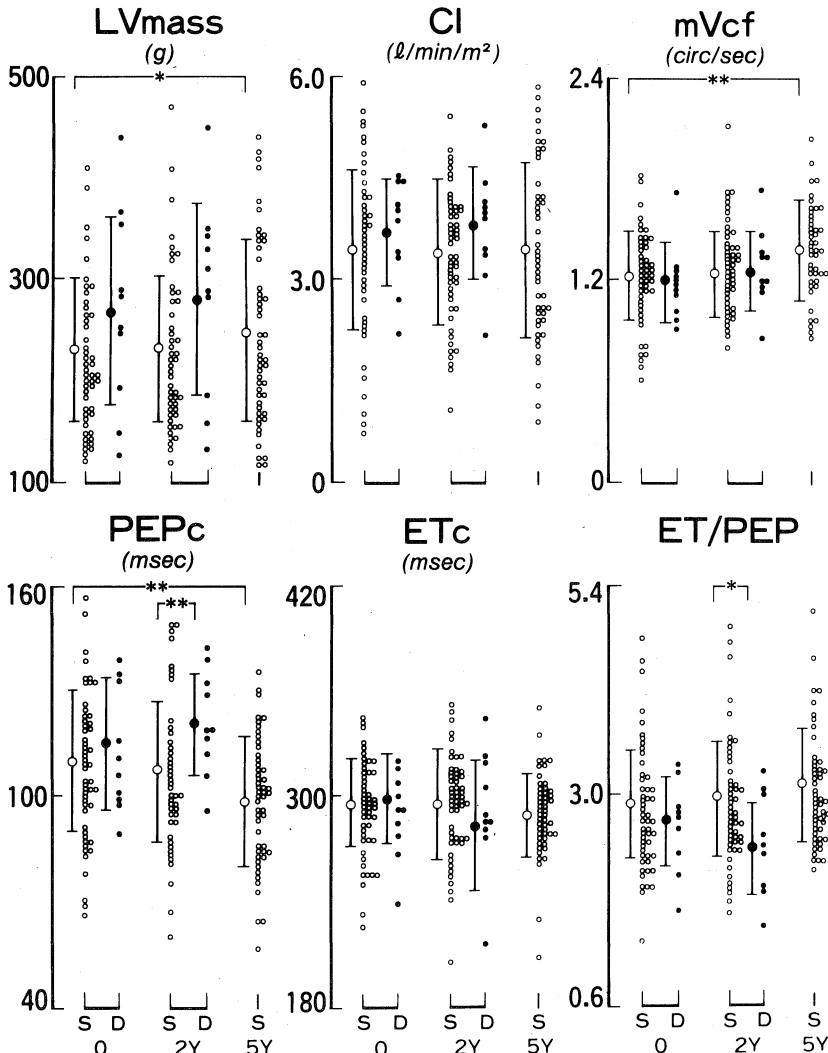 LVmass CI mVcf
(g) (ℓ/min/m²) (circ/sec)
500 * 6.0 2.4 **
300 3.0 1.2
100 0 0
PEPc ETc ET/PEP
(msec) (msec)
160 ** ** 420 5.4 *
100 300 3.0
40 180 0.6
S D S D S S D S D S S D S D S
0 2Y 5Y 0 2Y 5Y 0 2Y 5Y